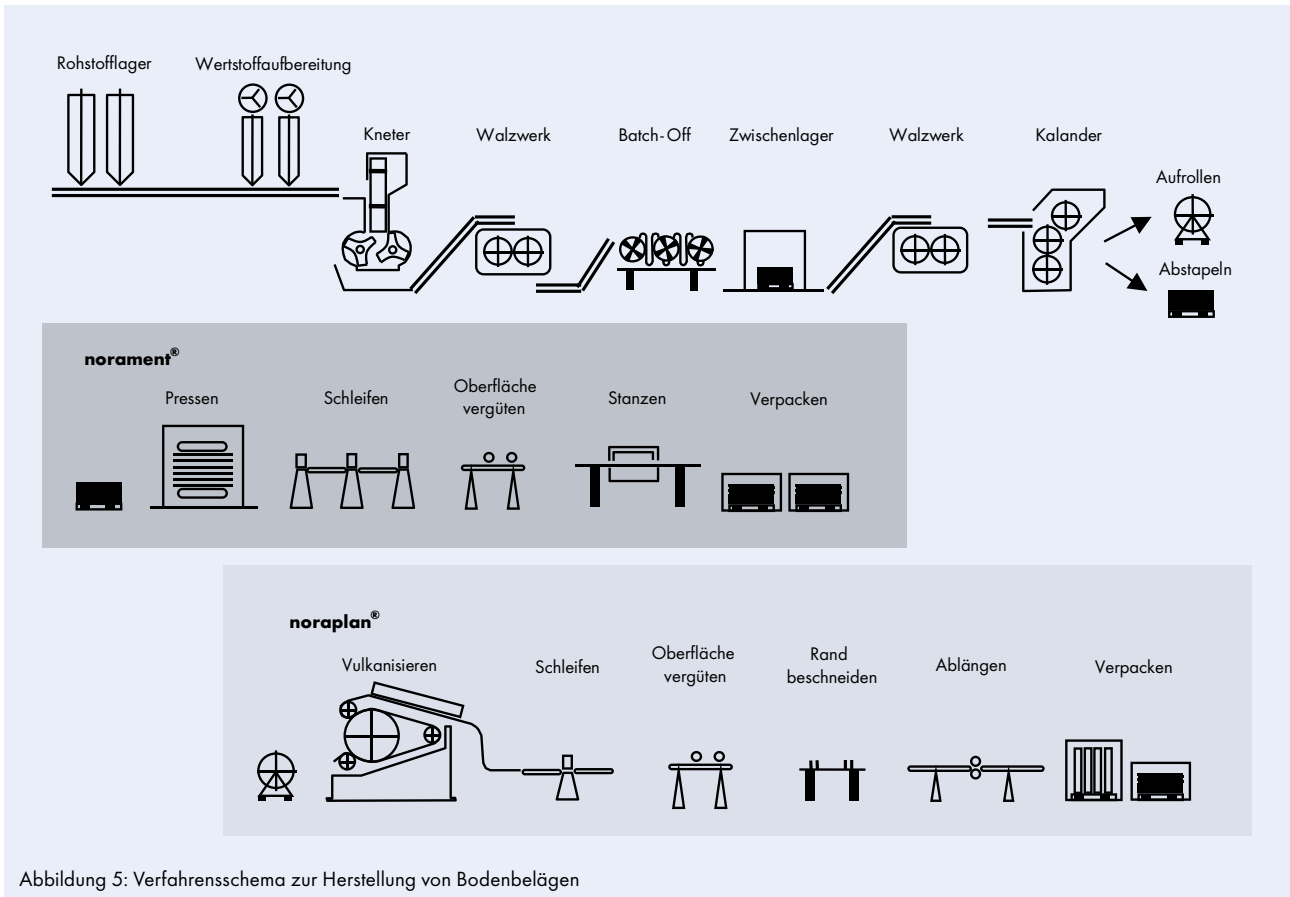 Rohstofflager
Wertstoffaufbereitung
Kneter
Walzwerk
Batch-Off
Zwischenlager
Walzwerk
Kalander
Aufrollen
Abstapeln
norament®
Pressen
Schleifen
Oberfläche
vergüten
Stanzen
Verpacken
noraplan®
Vulkanisieren
Schleifen
Oberfläche
vergüten
Rand
beschneiden
Ablängen
Verpacken
Abbildung 5: Verfahrensschema zur Herstellung von Bodenbelägen